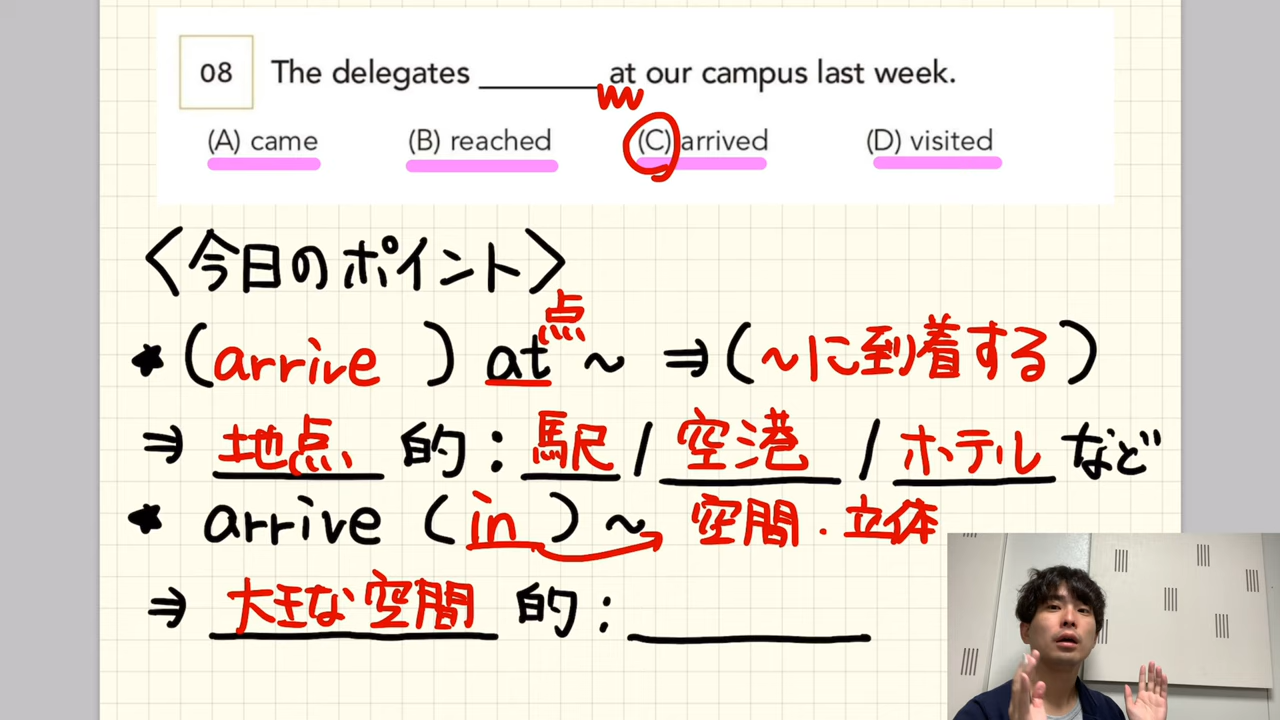 08 The delegates ________ at our campus last week.
(A) came (B) reached (C) arrived (D) visited
〈今日のポイント〉
点
★(arrive) at ~ ⇒(~に到着する)
⇒ 地点 的:駅/空港/ホテル など
★ arrive (in) ~ 空間・立体
⇒ 大きな空間 的: